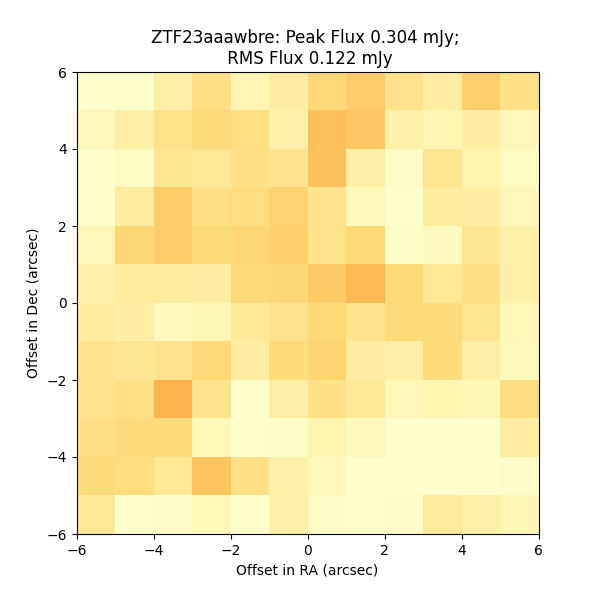 ZTF23aaawbre: Peak Flux 0.304 mJy;
RMS Flux 0.122 mJy
6
4
2
0
−2
−4
−6
Offset in Dec (arcsec)
−6 −4 −2 0 2 4 6
Offset in RA (arcsec)